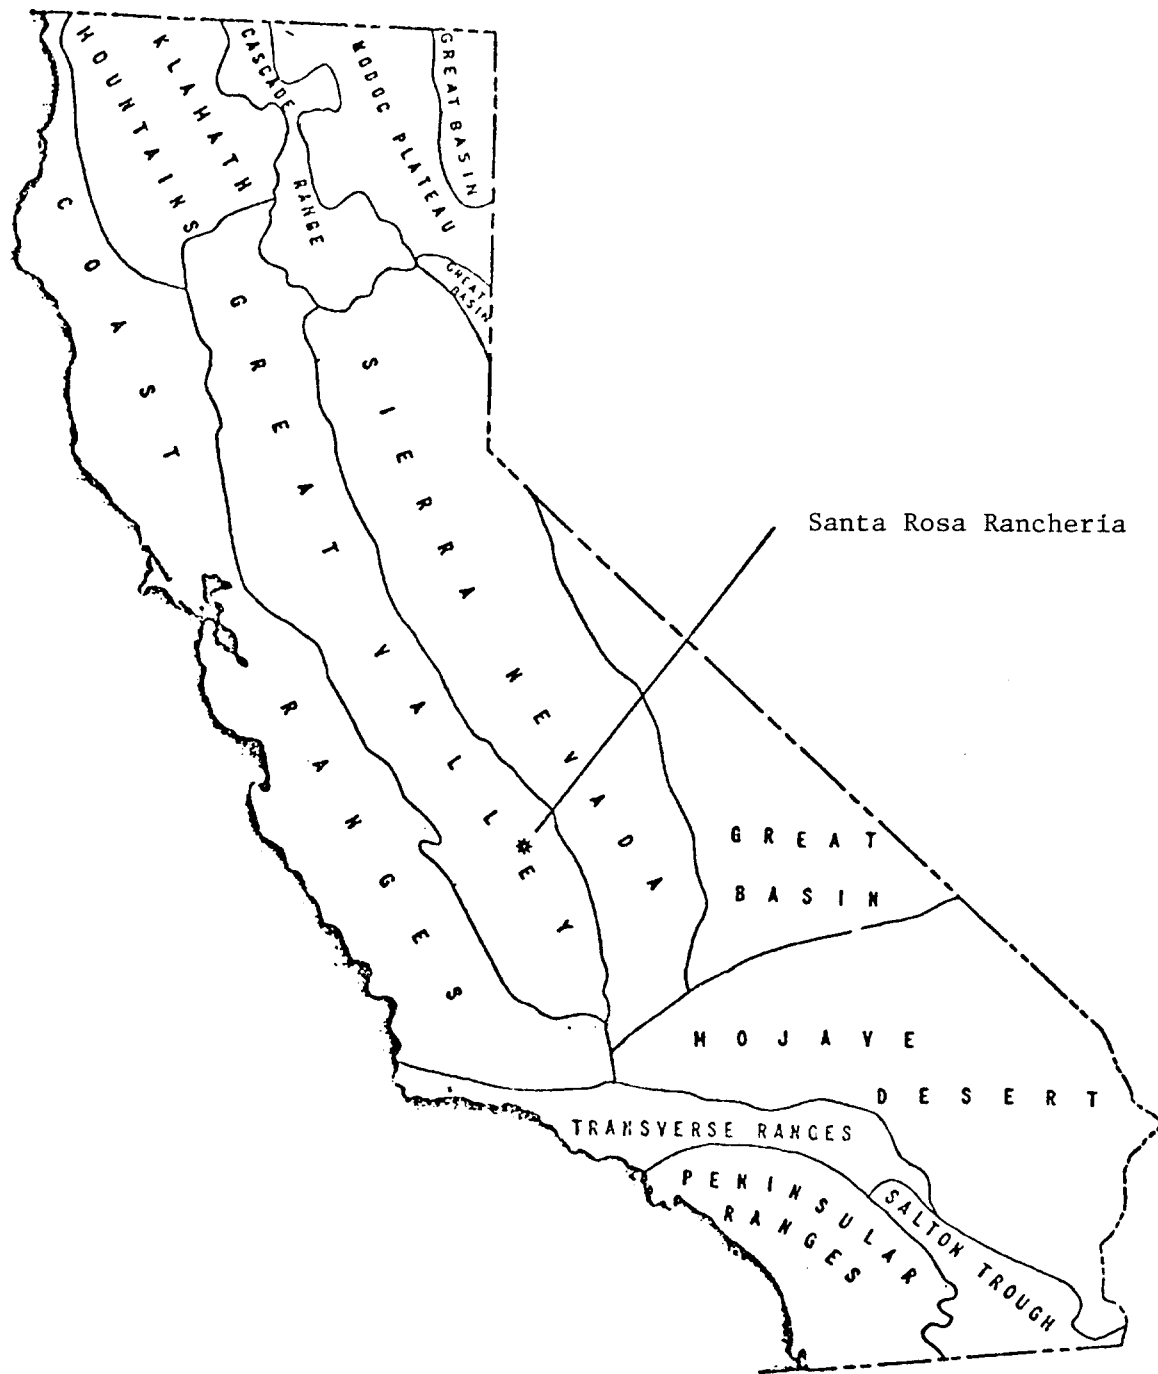 KLAMATH
MOUNTAINS
CASCADE
RANGE
MODOC PLATEAU
GREAT BASIN
GREAT
BASIN
COAST
RANGES
GREAT VALLEY
SIERRA NEVADA
Santa Rosa Rancheria
GREAT
BASIN
MOJAVE
DESERT
TRANSVERSE RANGES
PENINSULAR
RANGES
SALTON TROUGH